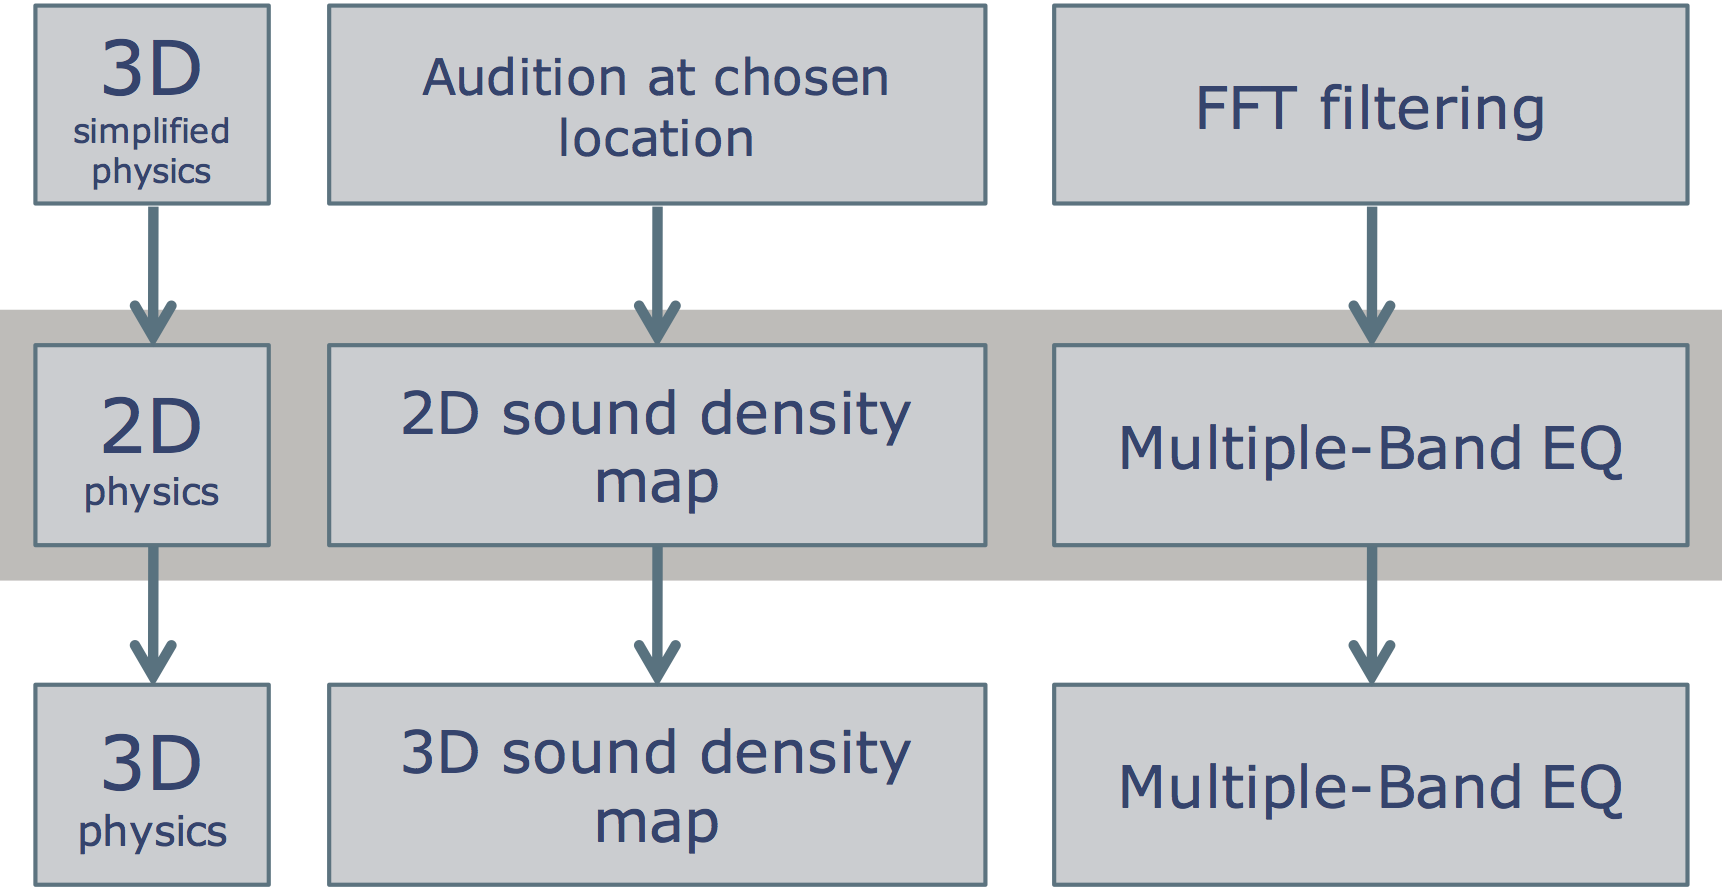 3D
simplified
physics
Audition at chosen
location
FFT filtering
2D
physics
2D sound density
map
Multiple-Band EQ
3D
physics
3D sound density
map
Multiple-Band EQ